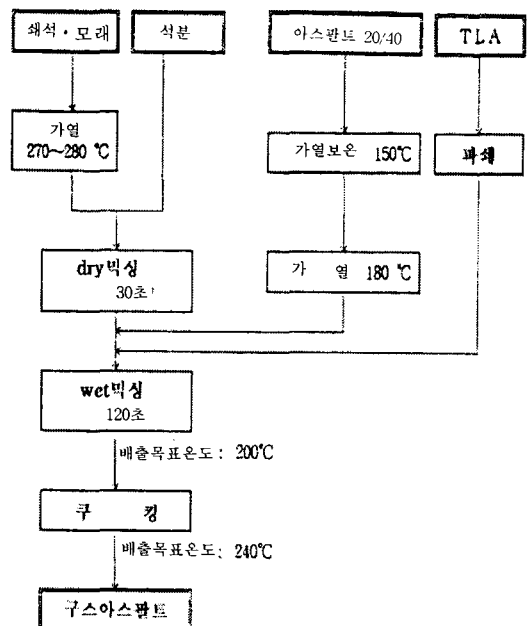 쇄석・모래
석분
아스팔트 20/40
TLA
가열
270~280 ℃
가열보온 150℃
파쇄
dry믹싱
30초
가 열 180 ℃
wet믹싱
120초
배출목표온도: 200℃
쿠 킹
배출목표온도: 240℃
구스아스팔트